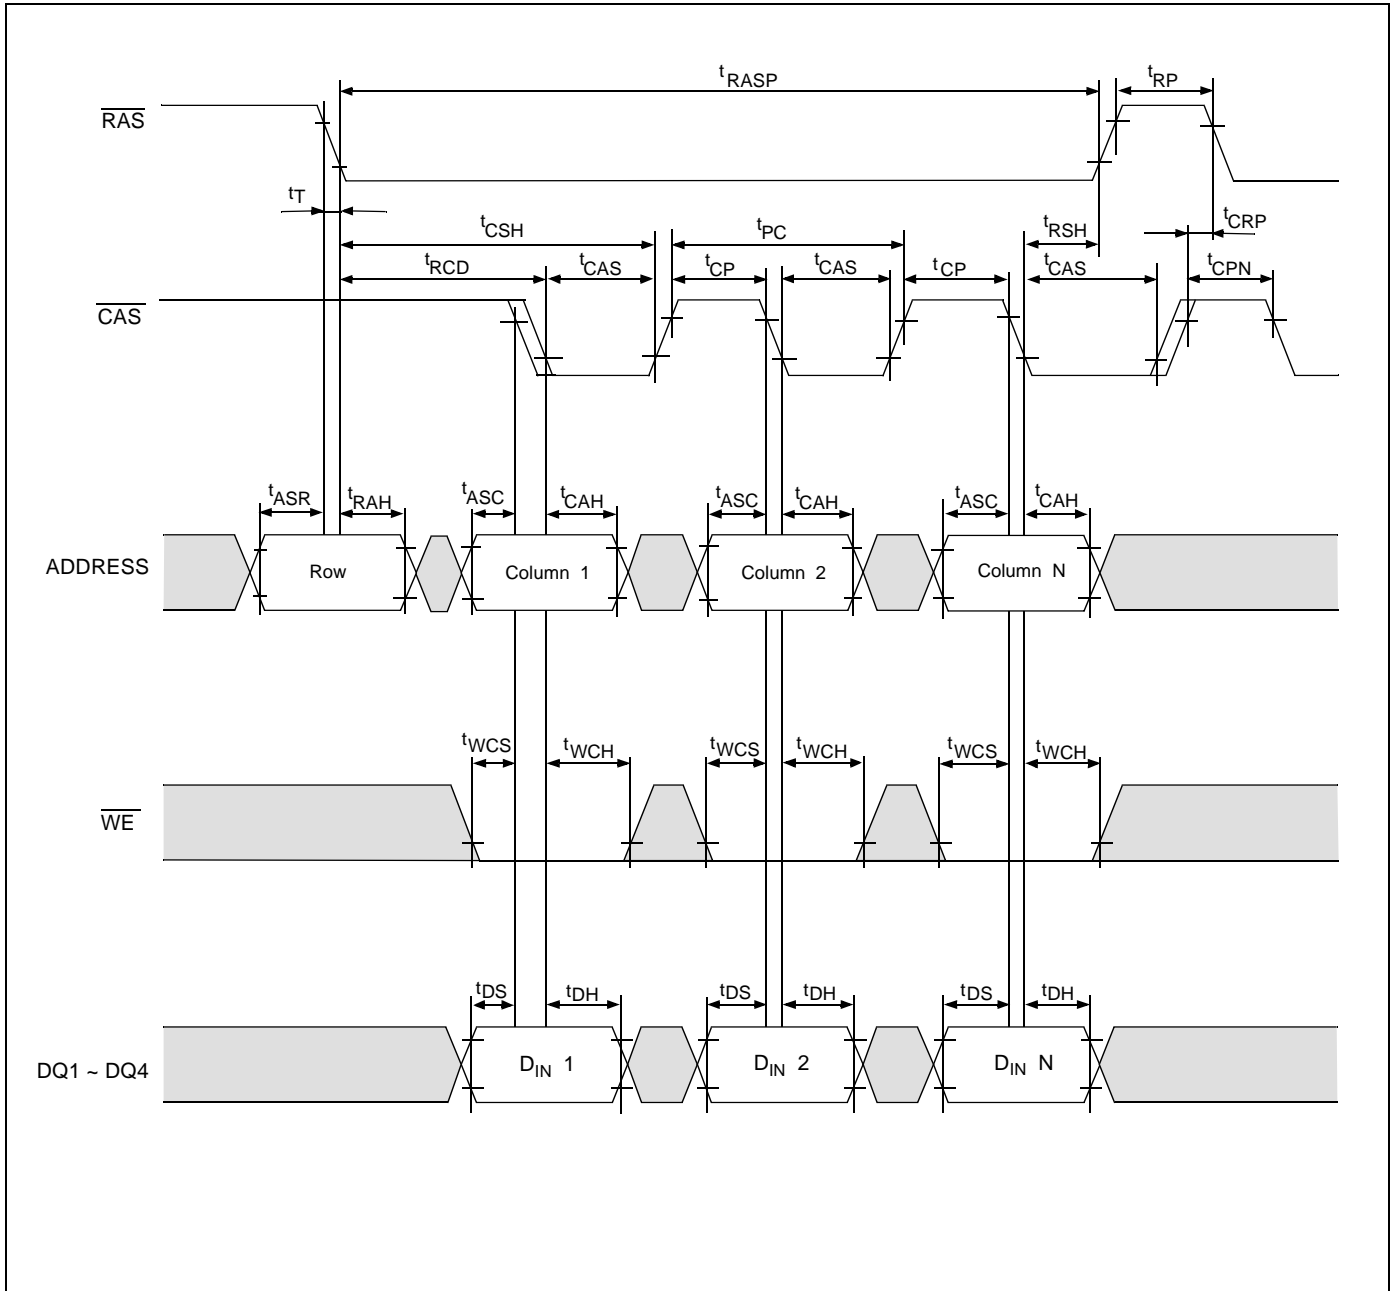 tRASP tRP
RAS
tT
tCSH tPC tRSH tCRP
tRCD tCAS tCP tCAS tCP tCAS tCPN
CAS
tASR tRAH tASC tCAH tASC tCAH tASC tCAH
ADDRESS Row Column 1 Column 2 Column N
tWCS tWCH tWCS tWCH tWCS tWCH
WE
tDS tDH tDS tDH tDS tDH
DQ1 ~ DQ4 DIN 1 DIN 2 DIN N